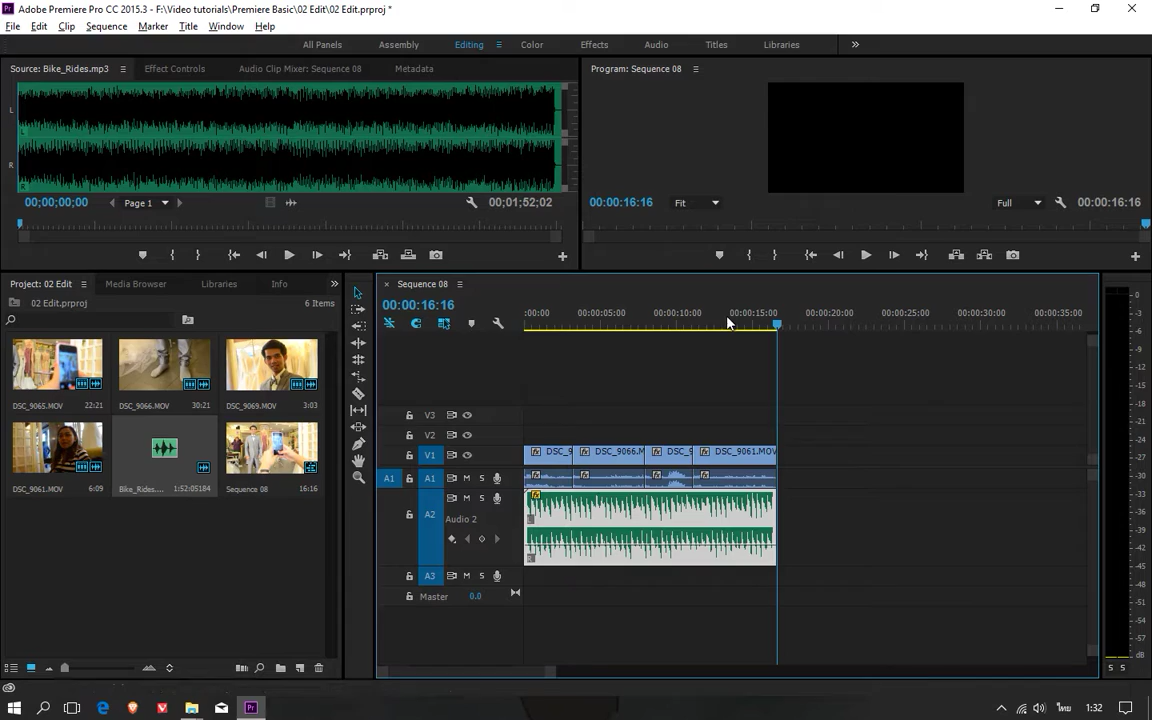 Adobe Premiere Pro CC 2015.3 - F:\Video tutorials\Premiere Basic\02 Edit\02 Edit.prproj *
File Edit Clip Sequence Marker Title Window Help
All Panels Assembly Editing Color Effects Audio Titles Libraries
Source: Bike_Rides.mp3 Effect Controls Audio Clip Mixer: Sequence 08 Metadata
Program: Sequence 08
L
R
00;00;00;00 Page 1 00;01;52;02
00:00:16:16 Fit Full 00:00:16:16
Project: 02 Edit Media Browser Libraries Info
02 Edit.prproj 6 Items
DSC_9065.MOV 22:21
DSC_9066.MOV 30:21
DSC_9069.MOV 3:03
DSC_9061.MOV 6:09
Bike_Rides.... 1:52:05184
Sequence 08 16:16
Sequence 08
00:00:16:16
:00:00 00:00:05:00 00:00:10:00 00:00:15:00 00:00:20:00 00:00:25:00 00:00:30:00 00:00:35:00
V3
V2
V1 DSC_9 DSC_9066.M DSC_9 DSC_9061.MOV
A1 A1 M S
A2 M S
Audio 2
A3 M S
Master 0.0
0
-3
-6
-9
-12
-15
-18
-21
-24
-27
-30
-33
-36
-39
-42
-45
-48
-51
-54
-57
dB
S S
ไทย 1:32